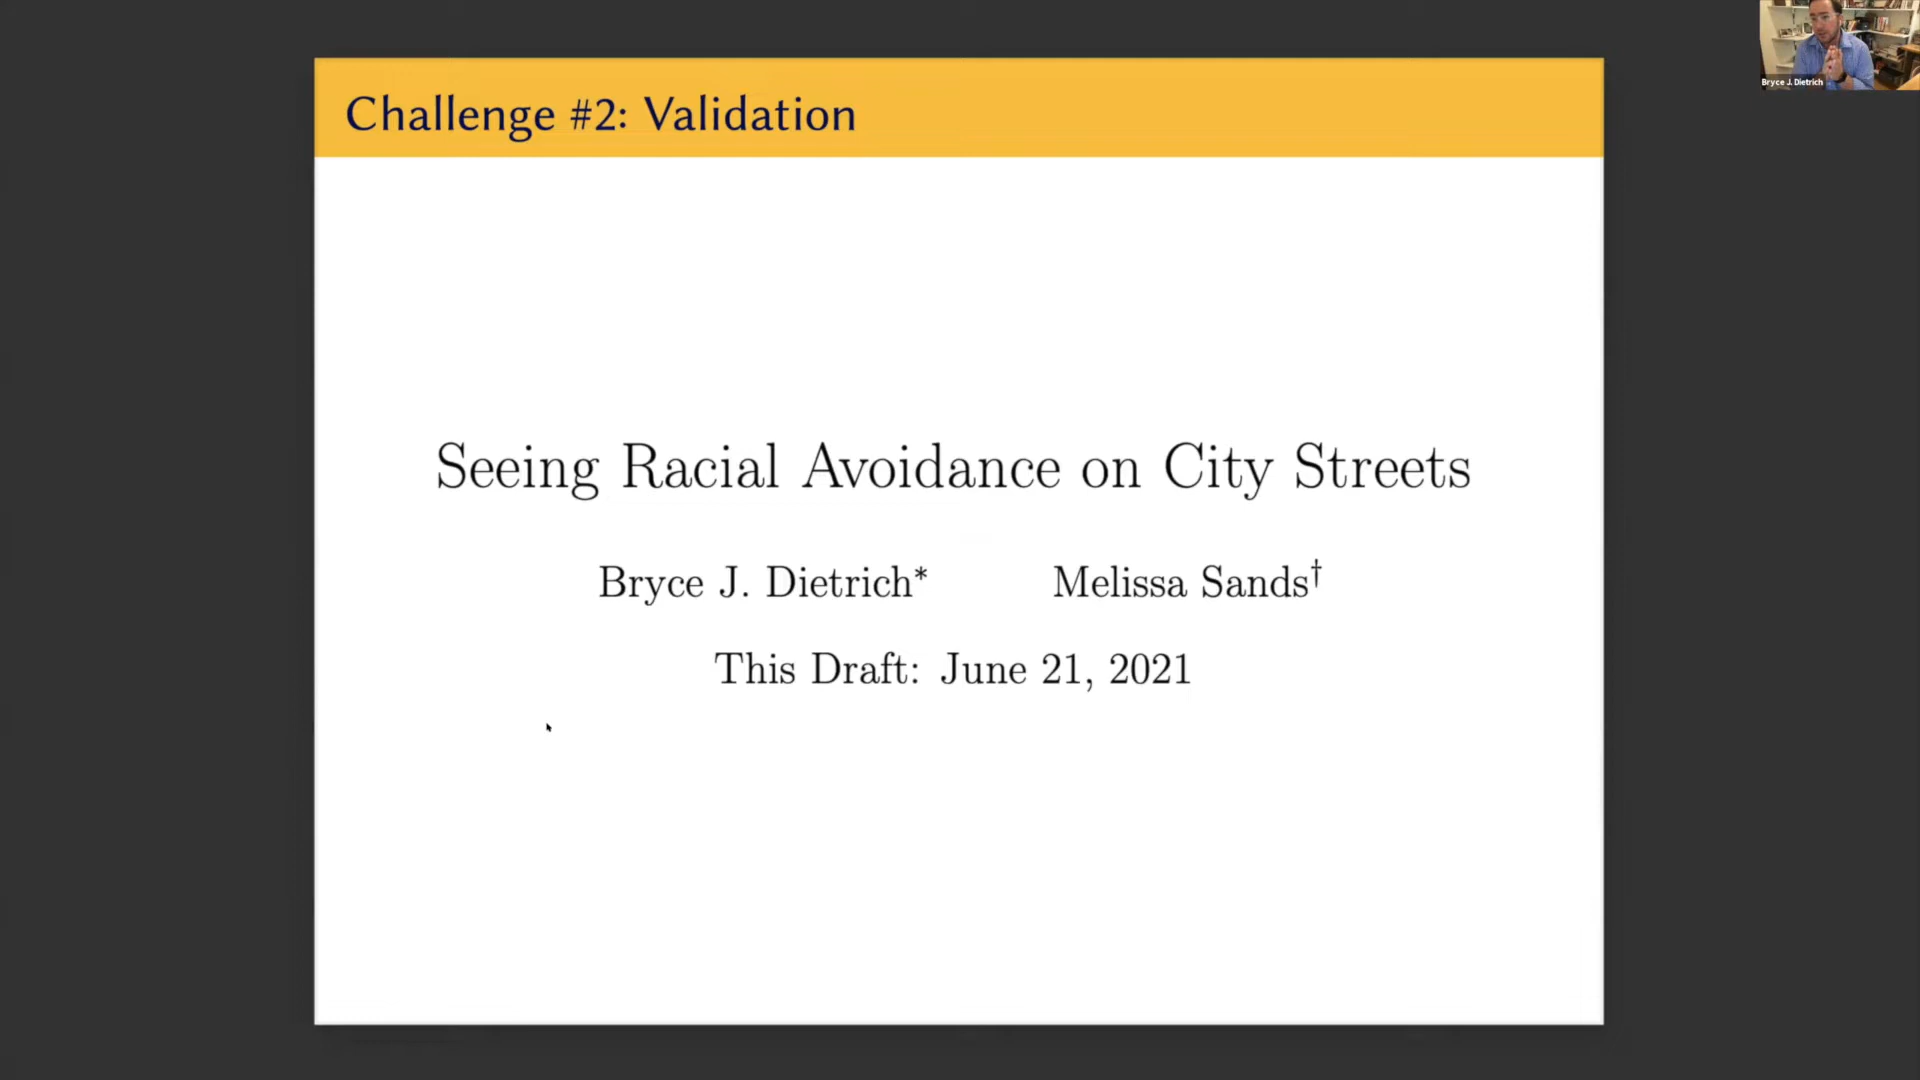 Challenge #2: Validation
Seeing Racial Avoidance on City Streets
Bryce J. Dietrich* Melissa Sands†
This Draft: June 21, 2021
Bryce J. Dietrich